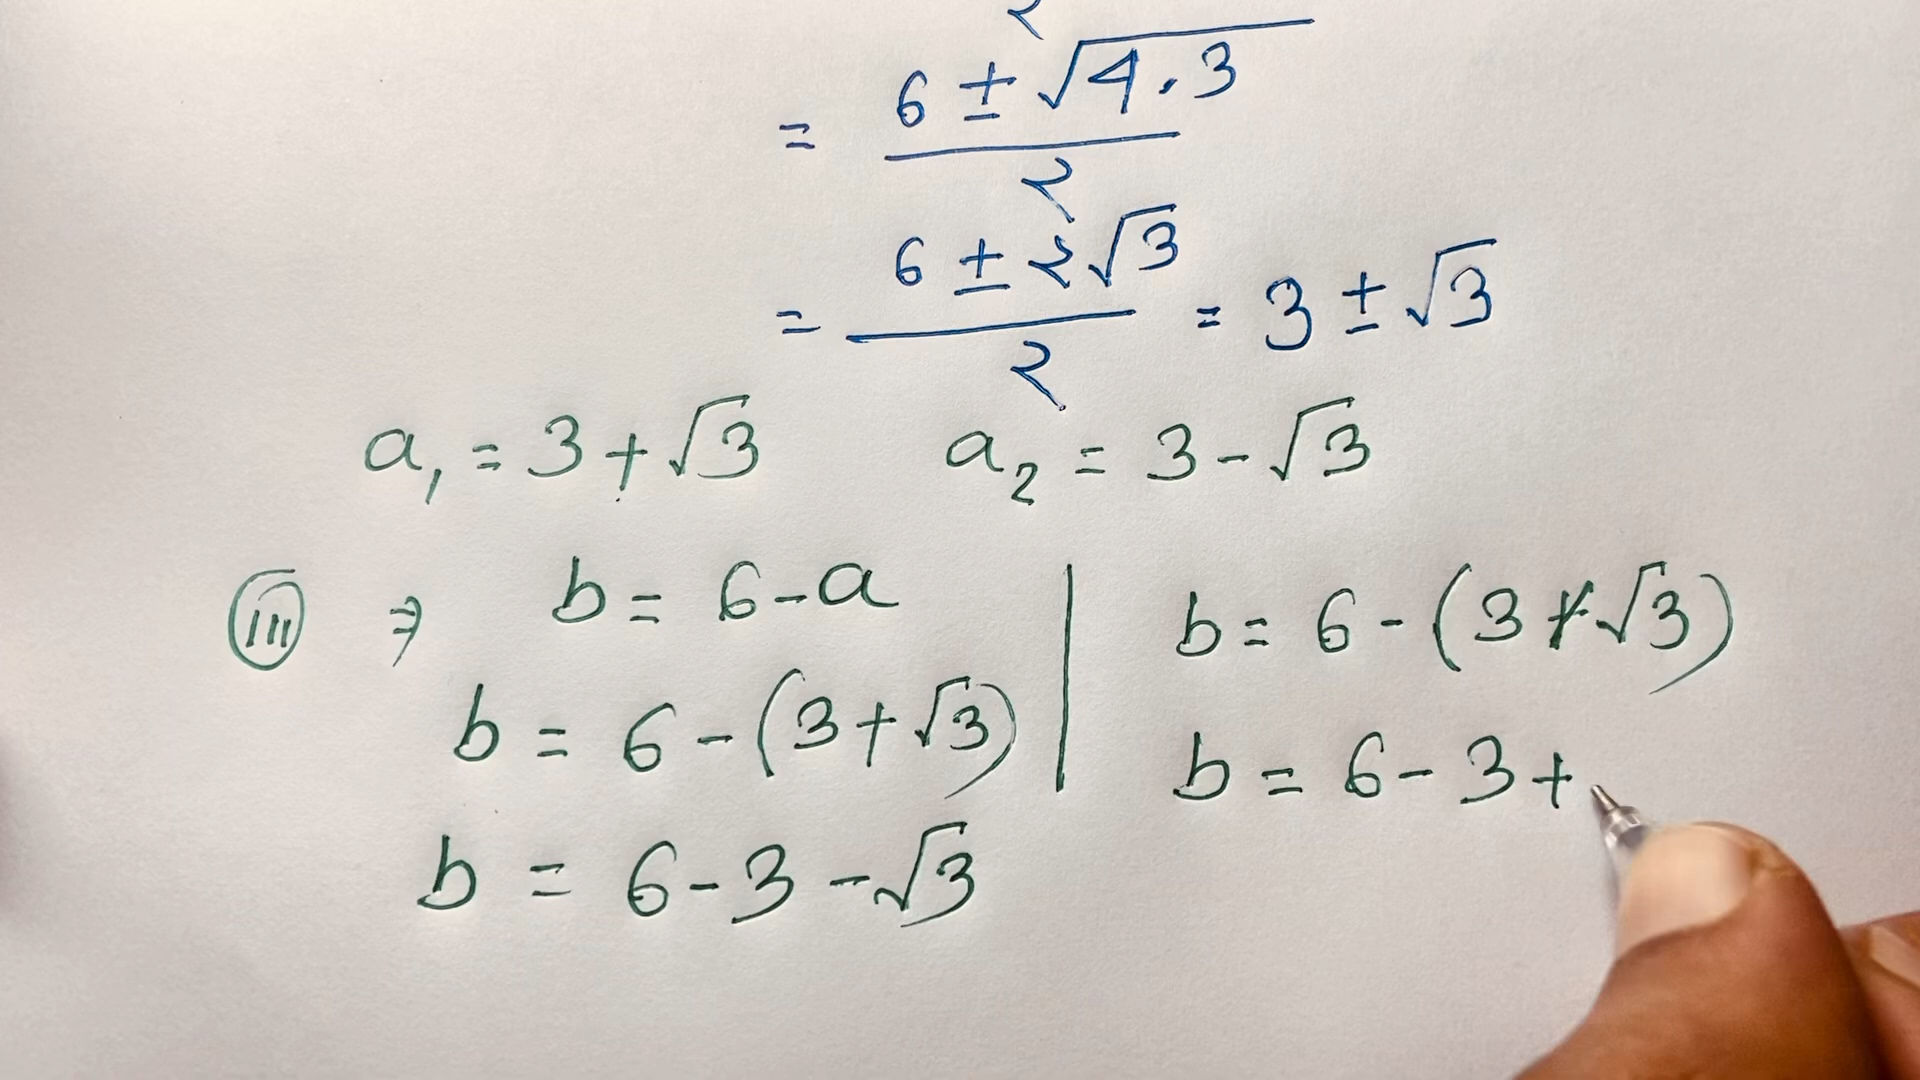 = (6 ± √4.3)/2
= (6 ± 2√3)/2 = 3 ± √3
a₁ = 3 + √3 a₂ = 3 - √3
(iii) ⇒ b = 6 - a
b = 6 - (3 + √3)
b = 6 - 3 - √3
b = 6 - (3 - √3)
b = 6 - 3 +